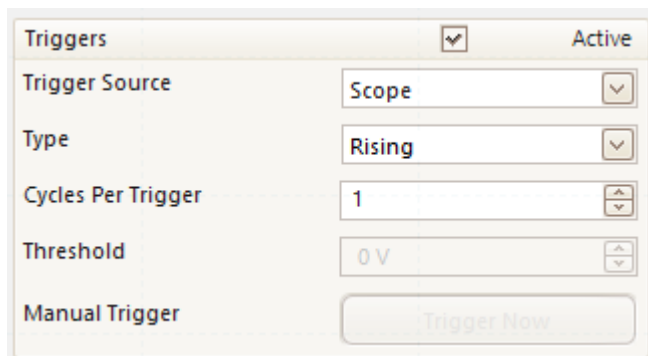 Triggers Active
Trigger Source Scope
Type Rising
Cycles Per Trigger 1
Threshold 0 V
Manual Trigger Trigger Now